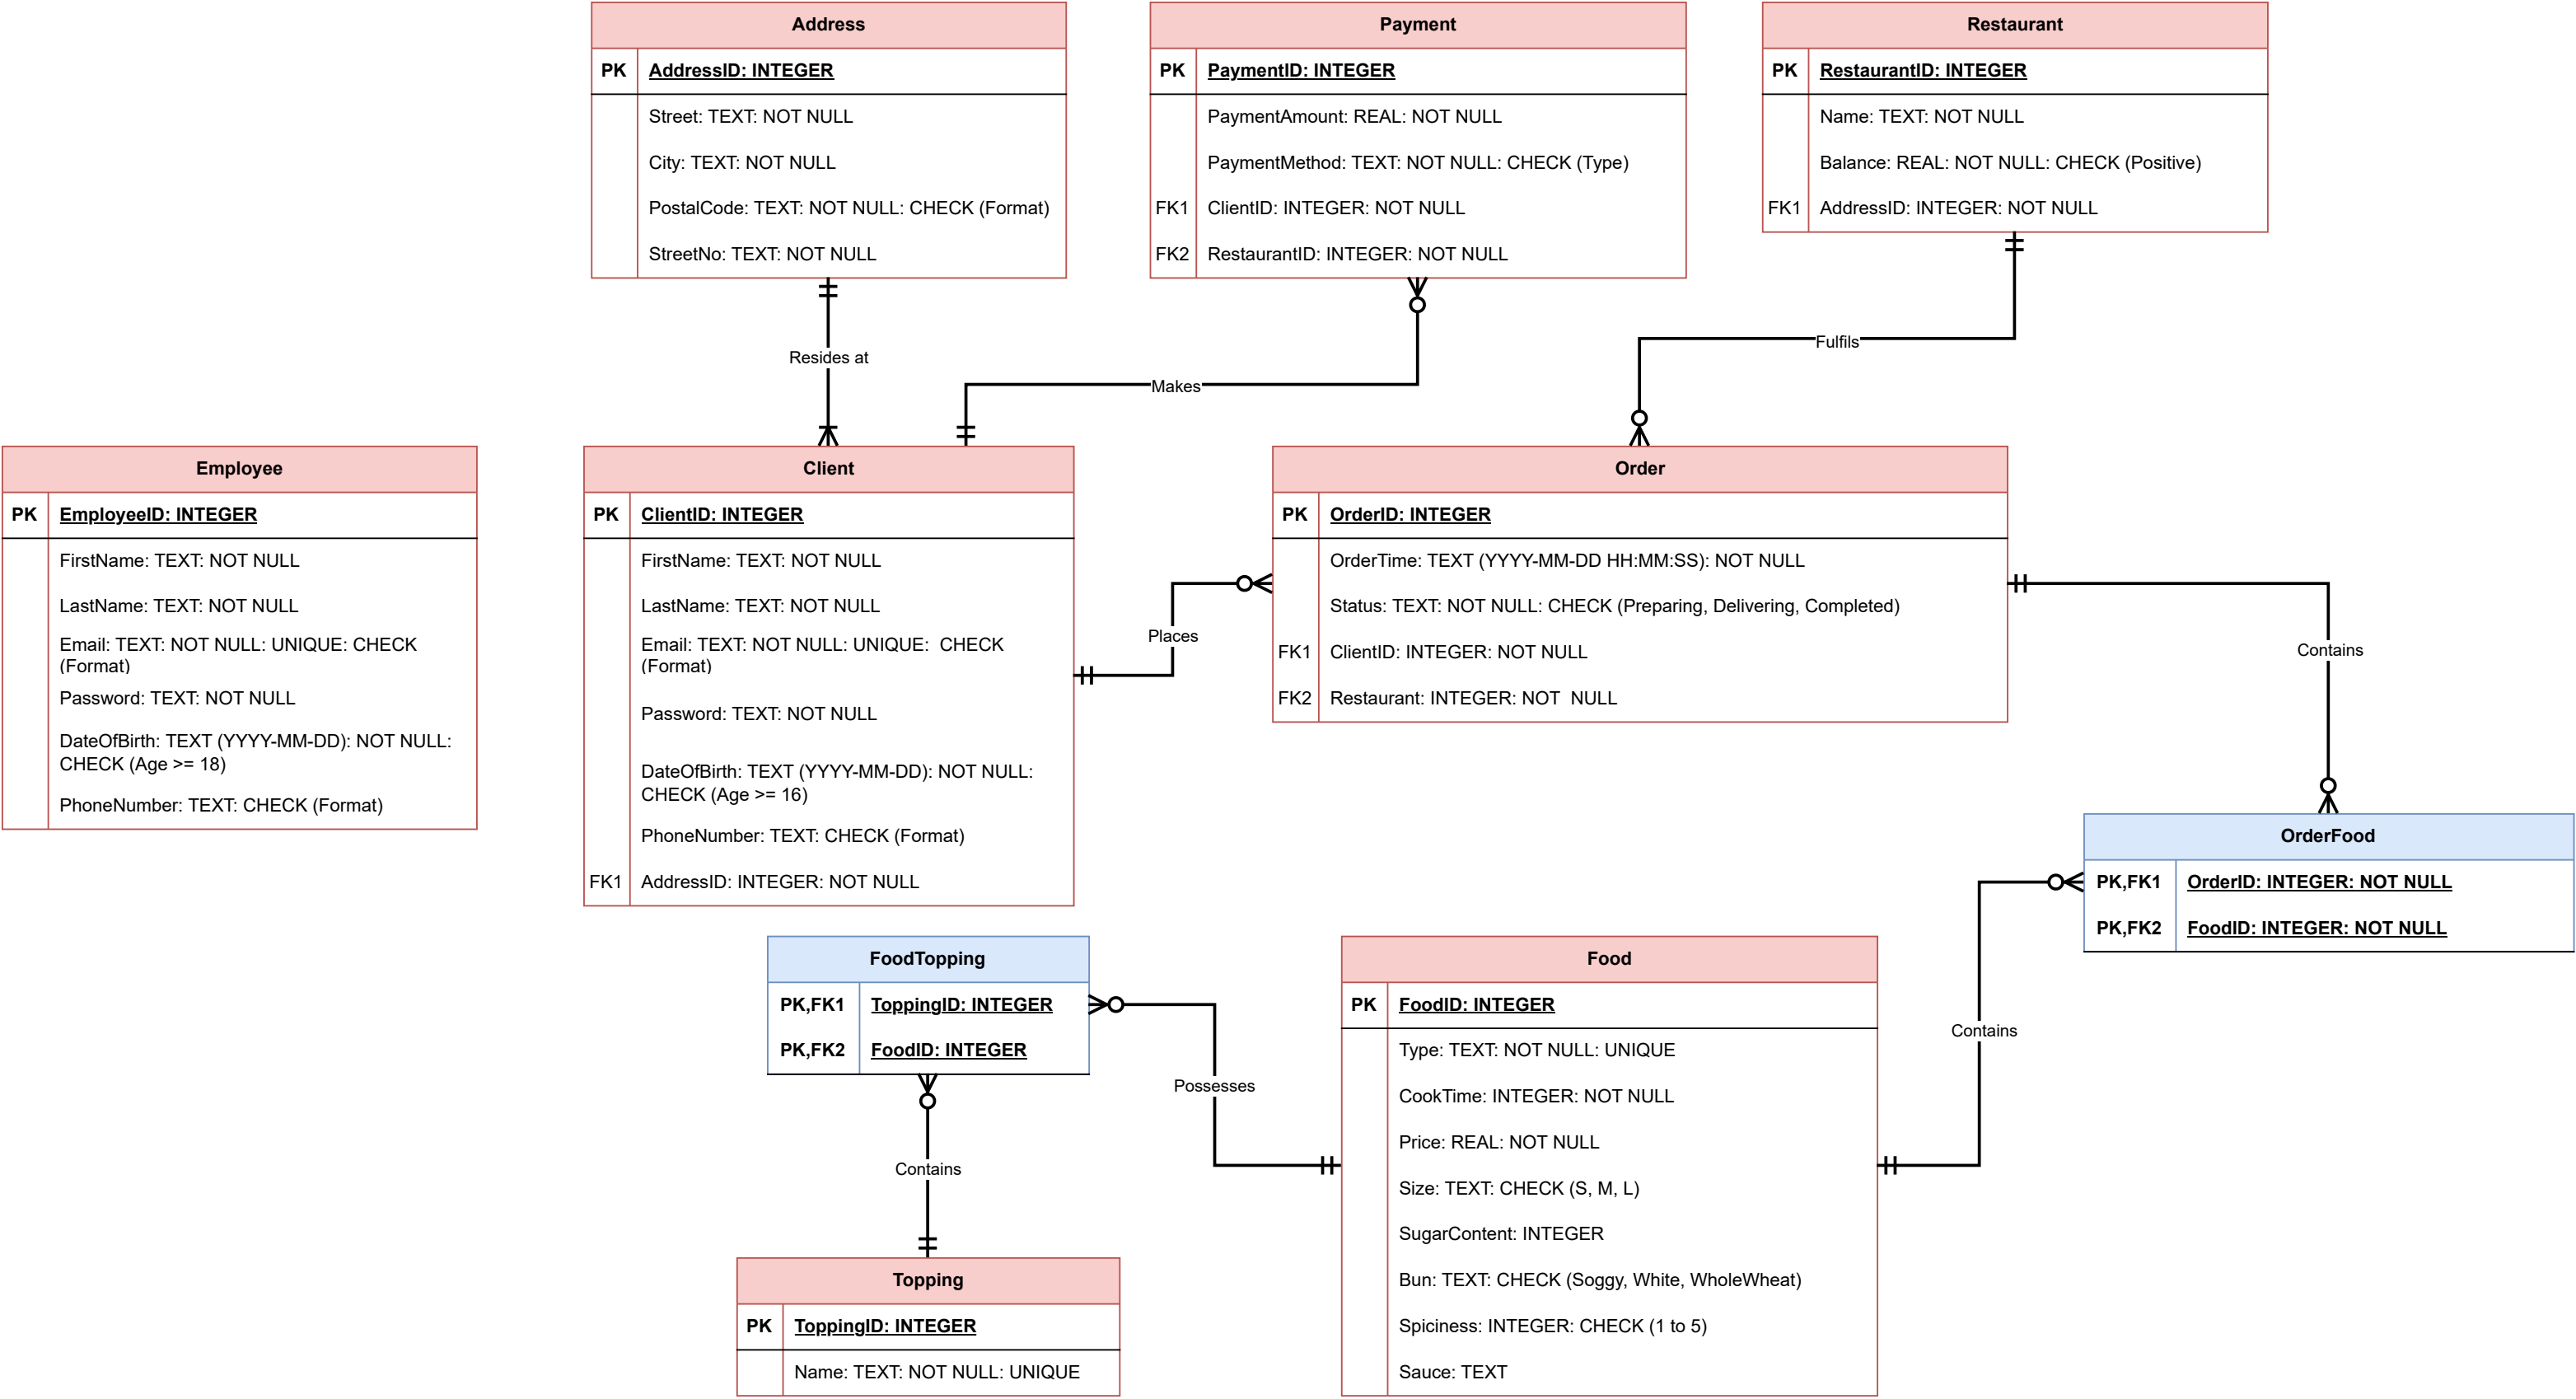 Address
PK AddressID: INTEGER
Street: TEXT: NOT NULL
City: TEXT: NOT NULL
PostalCode: TEXT: NOT NULL: CHECK (Format)
StreetNo: TEXT: NOT NULL
Payment
PK PaymentID: INTEGER
PaymentAmount: REAL: NOT NULL
PaymentMethod: TEXT: NOT NULL: CHECK (Type)
FK1 ClientID: INTEGER: NOT NULL
FK2 RestaurantID: INTEGER: NOT NULL
Restaurant
PK RestaurantID: INTEGER
Name: TEXT: NOT NULL
Balance: REAL: NOT NULL: CHECK (Positive)
FK1 AddressID: INTEGER: NOT NULL
Resides at
Makes
Fulfils
Employee
PK EmployeeID: INTEGER
FirstName: TEXT: NOT NULL
LastName: TEXT: NOT NULL
Email: TEXT: NOT NULL: UNIQUE: CHECK
(Format)
Password: TEXT: NOT NULL
DateOfBirth: TEXT (YYYY-MM-DD): NOT NULL:
CHECK (Age >= 18)
PhoneNumber: TEXT: CHECK (Format)
Client
PK ClientID: INTEGER
FirstName: TEXT: NOT NULL
LastName: TEXT: NOT NULL
Email: TEXT: NOT NULL: UNIQUE:  CHECK
(Format)
Password: TEXT: NOT NULL
DateOfBirth: TEXT (YYYY-MM-DD): NOT NULL:
CHECK (Age >= 16)
PhoneNumber: TEXT: CHECK (Format)
FK1 AddressID: INTEGER: NOT NULL
Places
Order
PK OrderID: INTEGER
OrderTime: TEXT (YYYY-MM-DD HH:MM:SS): NOT NULL
Status: TEXT: NOT NULL: CHECK (Preparing, Delivering, Completed)
FK1 ClientID: INTEGER: NOT NULL
FK2 Restaurant: INTEGER: NOT  NULL
Contains
OrderFood
PK,FK1 OrderID: INTEGER: NOT NULL
PK,FK2 FoodID: INTEGER: NOT NULL
FoodTopping
PK,FK1 ToppingID: INTEGER
PK,FK2 FoodID: INTEGER
Possesses
Contains
Food
PK FoodID: INTEGER
Type: TEXT: NOT NULL: UNIQUE
CookTime: INTEGER: NOT NULL
Price: REAL: NOT NULL
Size: TEXT: CHECK (S, M, L)
SugarContent: INTEGER
Bun: TEXT: CHECK (Soggy, White, WholeWheat)
Spiciness: INTEGER: CHECK (1 to 5)
Sauce: TEXT
Contains
Topping
PK ToppingID: INTEGER
Name: TEXT: NOT NULL: UNIQUE